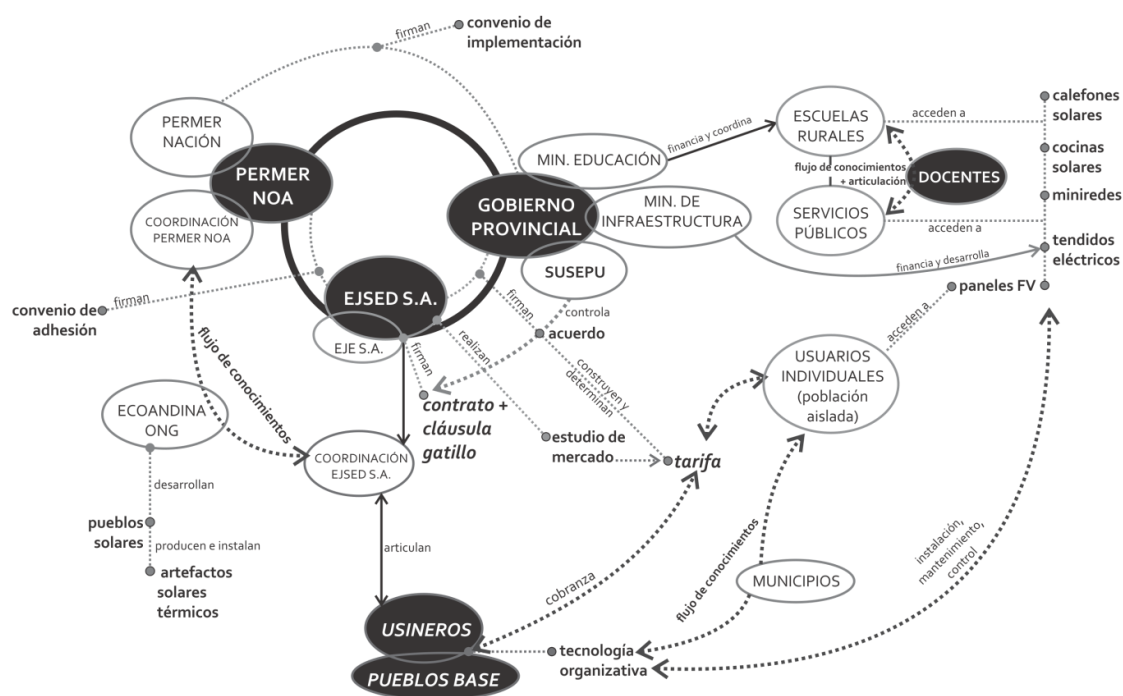 firman
convenio de
implementación
PERMER
NACIÓN
PERMER
NOA
COORDINACIÓN
PERMER NOA
GOBIERNO
PROVINCIAL
MIN. EDUCACIÓN
MIN. DE
INFRAESTRUCTURA
SUSEPU
financia y coordina
ESCUELAS
RURALES
acceden a
flujo de conocimientos
+ articulación
DOCENTES
SERVICIOS
PÚBLICOS
acceden a
calefones
solares
cocinas
solares
miniredes
tendidos
eléctricos
financia y desarrolla
paneles FV
acceden a
convenio de
adhesión
firman
EJSED S.A.
EJE S.A.
firman
realizan
firman
controla
acuerdo
construyen y
determinan
contrato +
cláusula
gatillo
estudio de
mercado
tarifa
USUARIOS
INDIVIDUALES
(población
aislada)
flujo de conocimientos
ECOANDINA
ONG
desarrollan
pueblos
solares
producen e instalan
artefactos
solares
térmicos
COORDINACIÓN
EJSED S.A.
articulan
cobranza
flujo de conocimientos
MUNICIPIOS
instalación,
mantenimiento,
control
USINEROS
PUEBLOS BASE
tecnología
organizativa